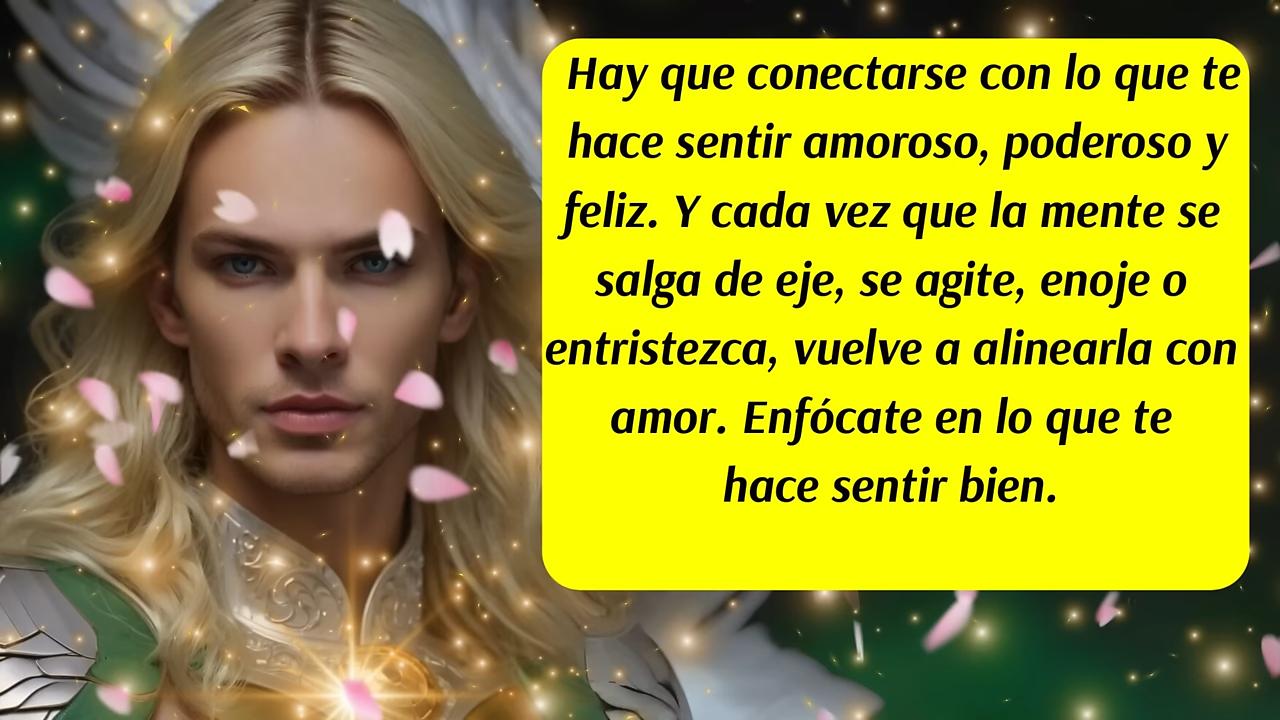 Hay que conectarse con lo que te
hace sentir amoroso, poderoso y
feliz. Y cada vez que la mente se
salga de eje, se agite, enoje o
entristezca, vuelve a alinearla con
amor. Enfócate en lo que te
hace sentir bien.